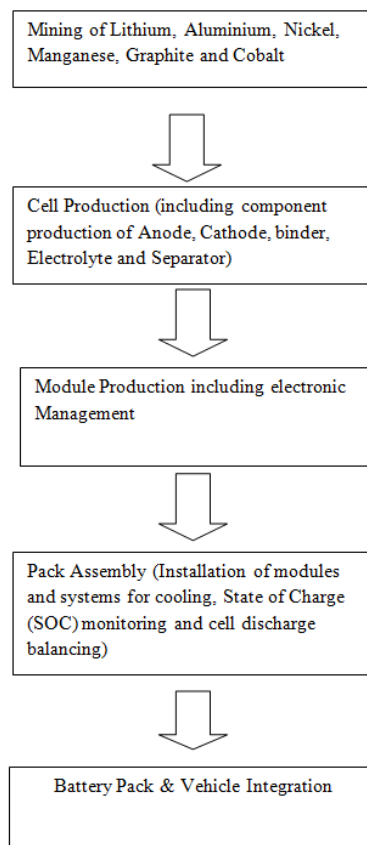 Mining of Lithium, Aluminium, Nickel,
Manganese, Graphite and Cobalt
Cell Production (including component
production of Anode, Cathode, binder,
Electrolyte and Separator)
Module Production including electronic
Management
Pack Assembly (Installation of modules
and systems for cooling, State of Charge
(SOC) monitoring and cell discharge
balancing)
Battery Pack & Vehicle Integration